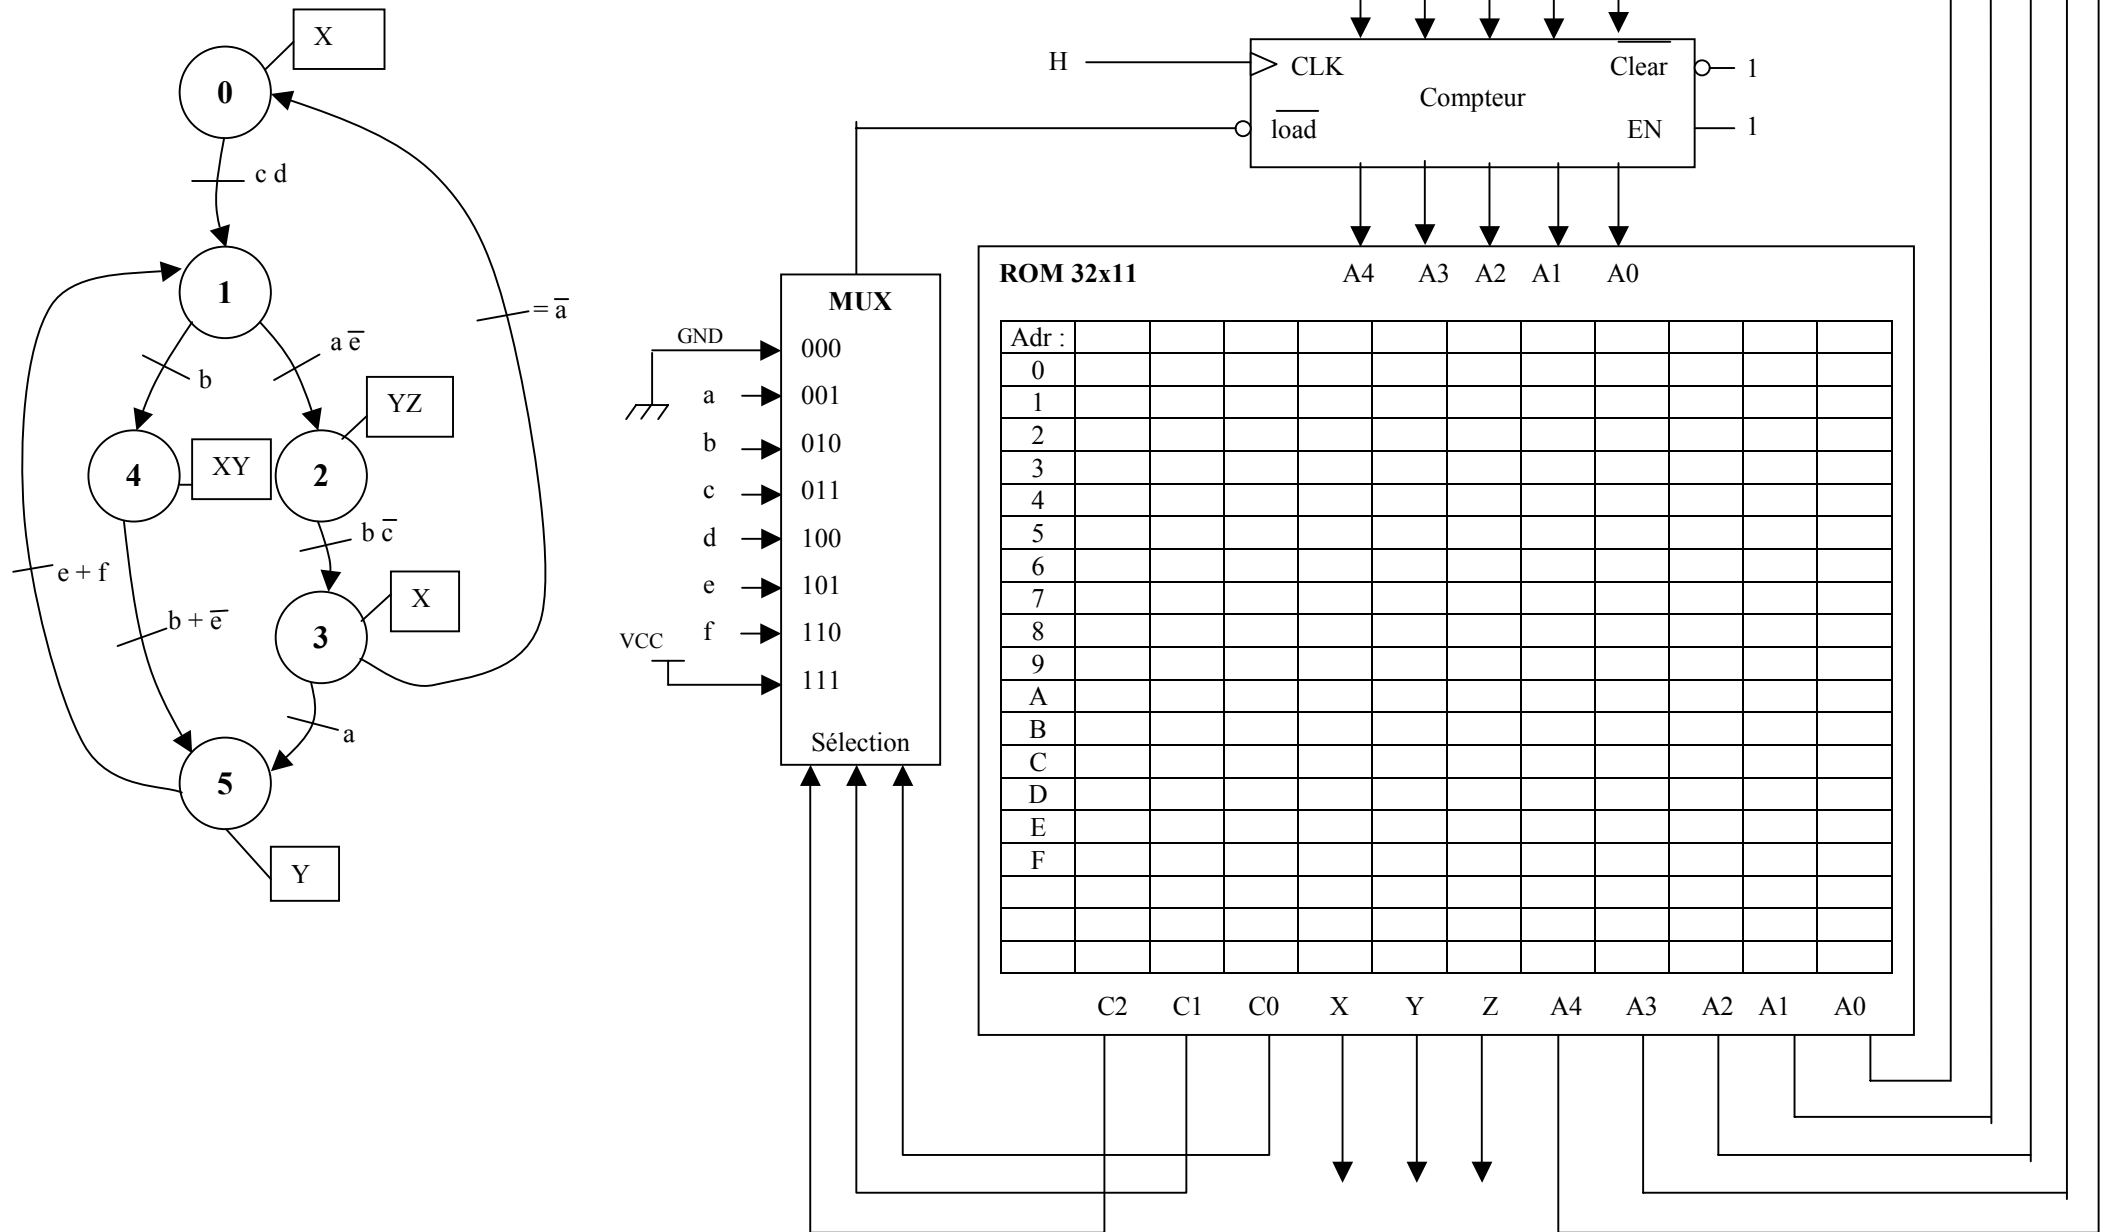 X
0
c d
1
= a̅
b
a e̅
YZ
4
XY
2
b c̅
e + f
b + e̅
3
X
a
5
Y
H
CLK
C̅l̅e̅a̅r̅
1
Compteur
l̅o̅a̅d̅
EN
1
MUX
GND
000
a 001
b 010
c 011
d 100
e 101
f 110
VCC
111
Sélection
ROM 32x11
A4 A3 A2 A1 A0
Adr :
0
1
2
3
4
5
6
7
8
9
A
B
C
D
E
F
C2 C1 C0 X Y Z A4 A3 A2 A1 A0